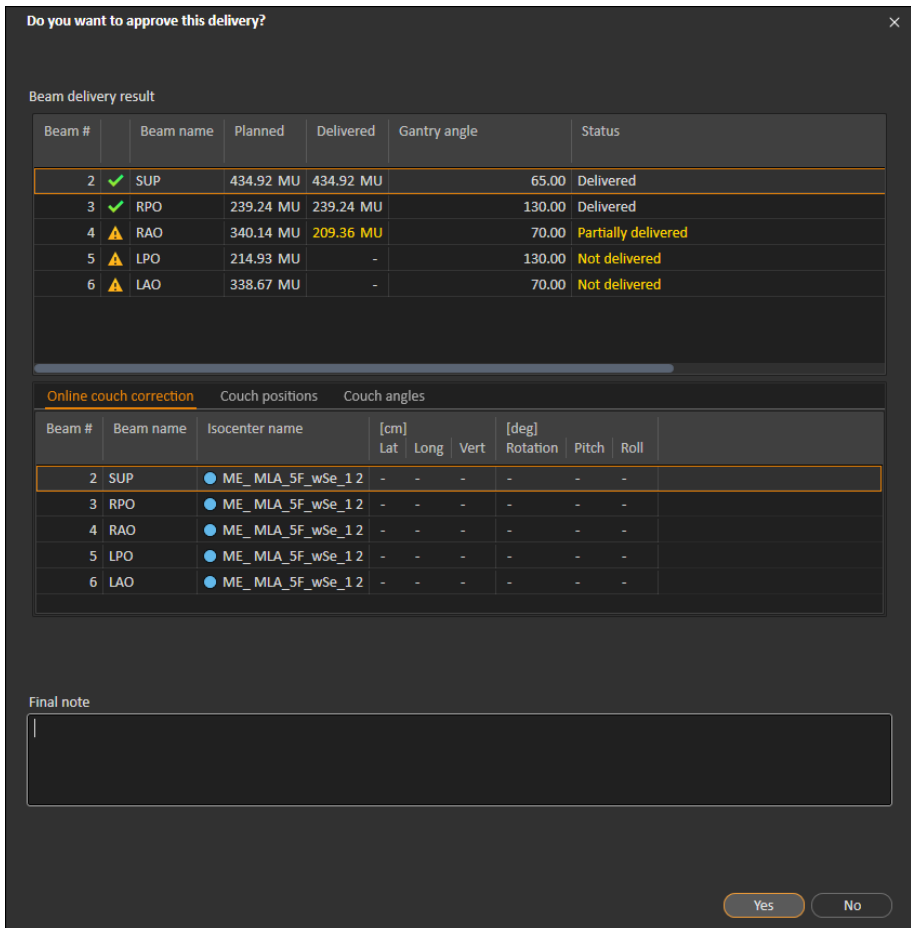 Do you want to approve this delivery?
Beam delivery result
Beam # Beam name Planned Delivered Gantry angle Status
2 SUP 434.92 MU 434.92 MU 65.00 Delivered
3 RPO 239.24 MU 239.24 MU 130.00 Delivered
4 RAO 340.14 MU 209.36 MU 70.00 Partially delivered
5 LPO 214.93 MU - 130.00 Not delivered
6 LAO 338.67 MU - 70.00 Not delivered
Online couch correction Couch positions Couch angles
Beam # Beam name Isocenter name [cm] [deg]
Lat Long Vert Rotation Pitch Roll
2 SUP ME_ MLA_5F_wSe_1 2 - - - - - -
3 RPO ME_ MLA_5F_wSe_1 2 - - - - - -
4 RAO ME_ MLA_5F_wSe_1 2 - - - - - -
5 LPO ME_ MLA_5F_wSe_1 2 - - - - - -
6 LAO ME_ MLA_5F_wSe_1 2 - - - - - -
Final note
Yes No